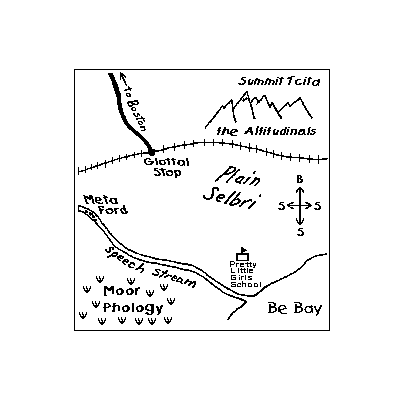 Summit Tcita
to Boston
the Altitudinals
Glottal
Stop
Plain
Selbri
B
S S
S
Meta
Ford
Speech stream
Pretty
Little
Girls
School
Moor
Phology
Be Bay